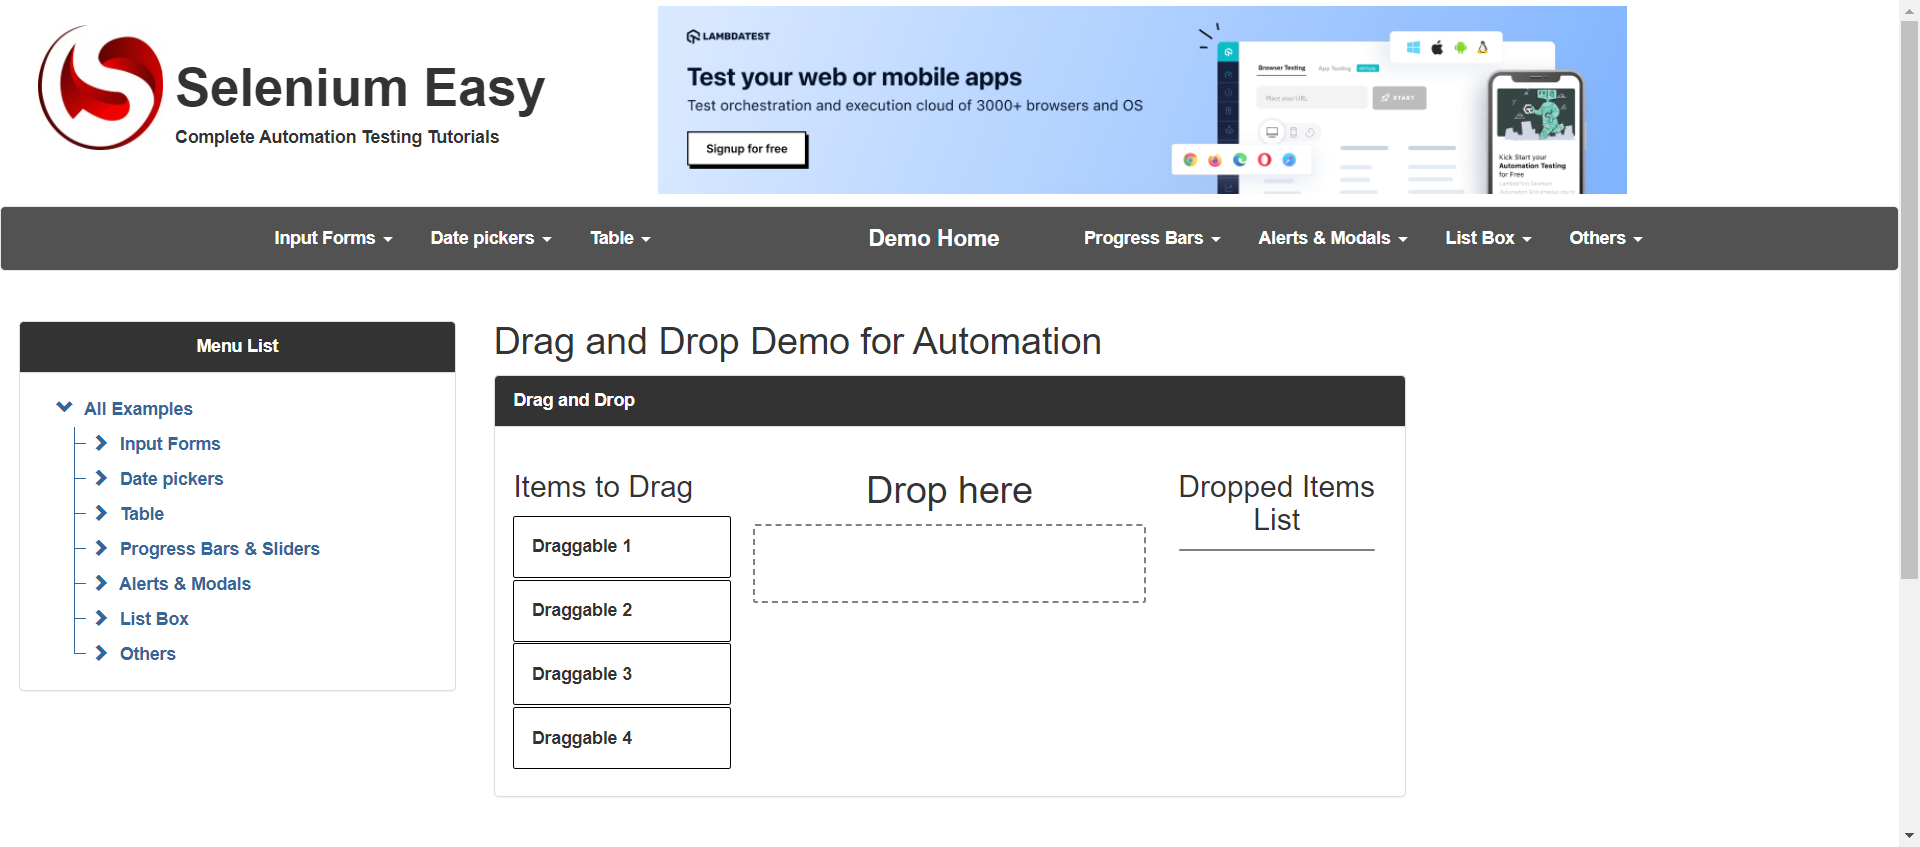 Selenium Easy
Complete Automation Testing Tutorials
LAMBDATEST
Test your web or mobile apps
Test orchestration and execution cloud of 3000+ browsers and OS
Signup for free
Browser Testing
App Testing
Place your URL
START
Kick Start your
Automation Testing
for Free
Input Forms
Date pickers
Table
Demo Home
Progress Bars
Alerts & Modals
List Box
Others
Menu List
All Examples
Input Forms
Date pickers
Table
Progress Bars & Sliders
Alerts & Modals
List Box
Others
Drag and Drop Demo for Automation
Drag and Drop
Items to Drag
Draggable 1
Draggable 2
Draggable 3
Draggable 4
Drop here
Dropped Items
List